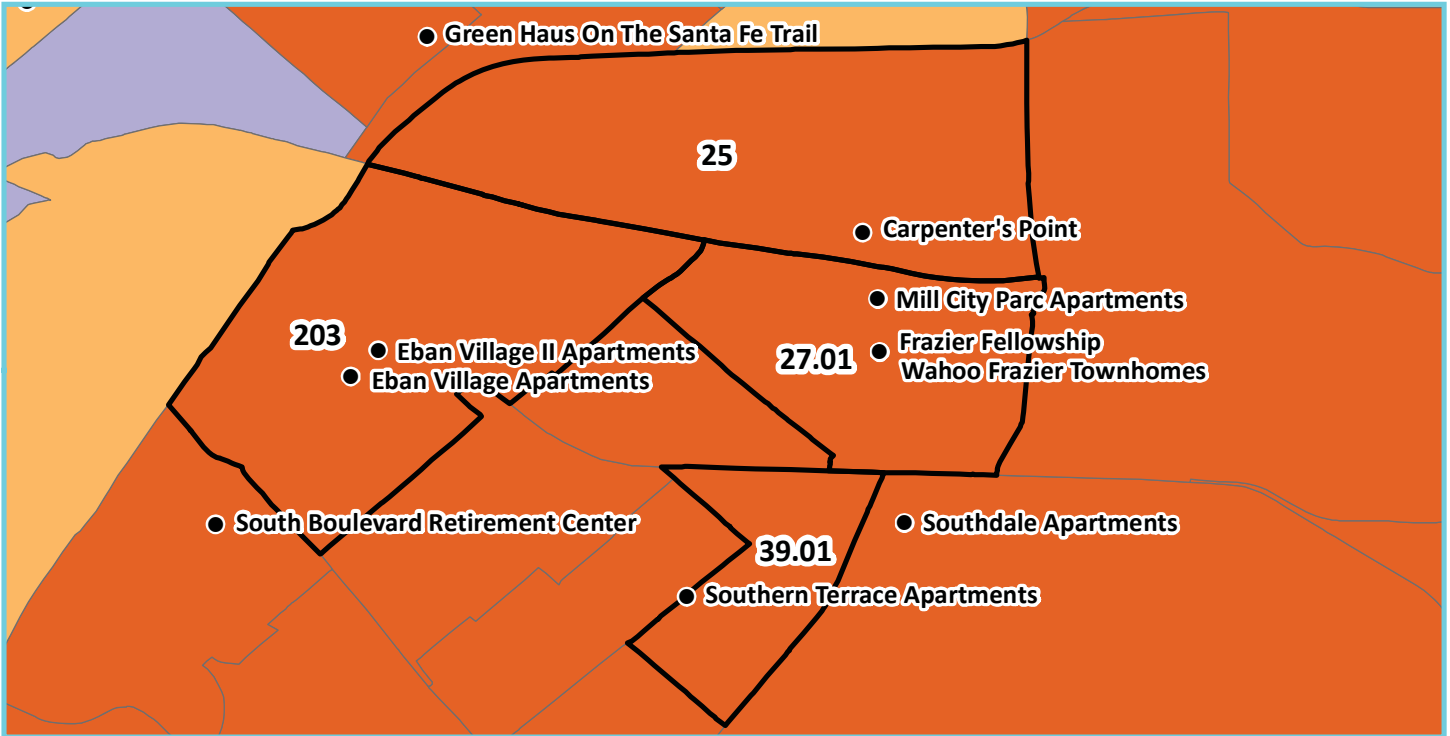 Green Haus On The Santa Fe Trail
25
Carpenter's Point
Mill City Parc Apartments
203
Frazier Fellowship
27.01
Wahoo Frazier Townhomes
Eban Village II Apartments
Eban Village Apartments
South Boulevard Retirement Center
Southdale Apartments
39.01
Southern Terrace Apartments